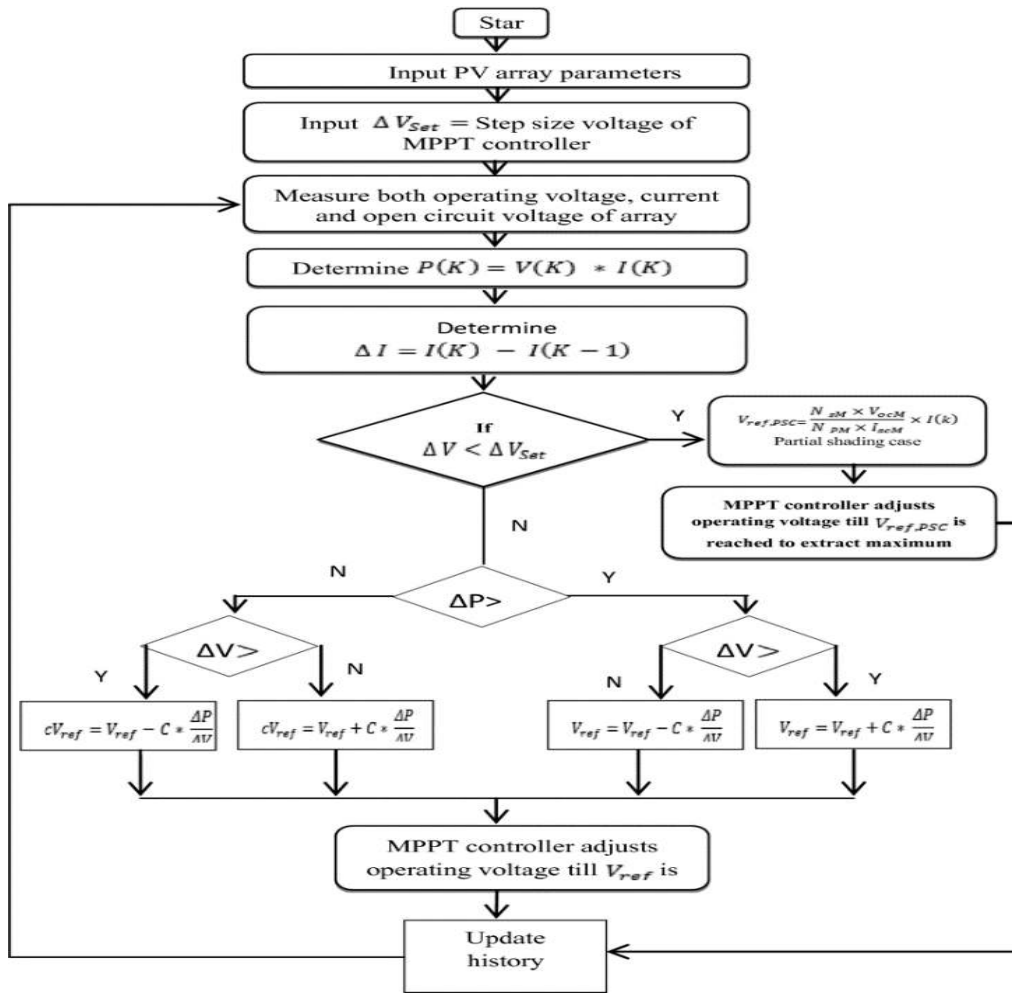 Star
Input PV array parameters
Input Δ V_Set = Step size voltage of
MPPT controller
Measure both operating voltage, current
and open circuit voltage of array
Determine P(K) = V(K) * I(K)
Determine
Δ I = I(K) − I(K − 1)
If
Δ V < Δ V_Set
Y
V_ref,PSC = (N_sM × V_ocM)/(N_PM × I_scM) × I(k)
Partial shading case
MPPT controller adjusts
operating voltage till V_ref,PSC is
reached to extract maximum
N
N
Y
ΔP>
ΔV>
ΔV>
Y
N
N
Y
cV_ref = V_ref − C * ΔP/ΔV
cV_ref = V_ref + C * ΔP/ΔV
V_ref = V_ref − C * ΔP/ΔV
V_ref = V_ref + C * ΔP/ΔV
MPPT controller adjusts
operating voltage till V_ref is
Update
history